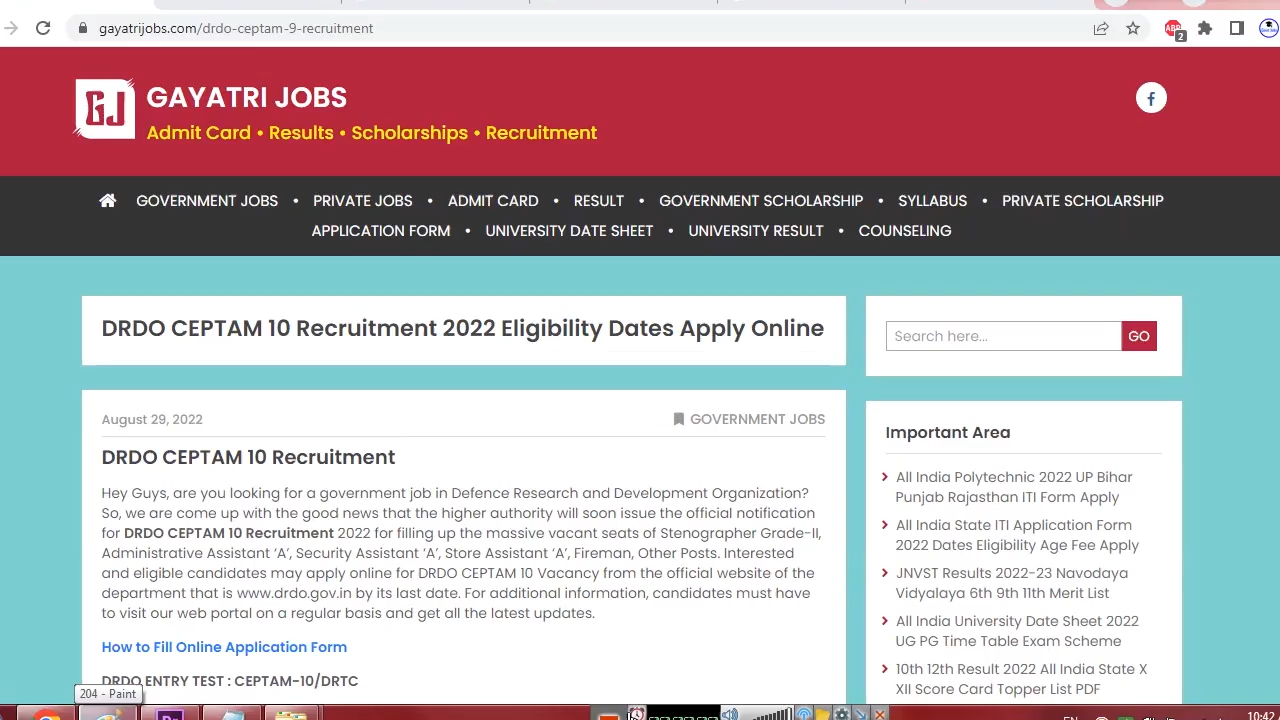 gayatrijobs.com/drdo-ceptam-9-recruitment
ABP
2
GJ
GAYATRI JOBS
Admit Card • Results • Scholarships • Recruitment
GOVERNMENT JOBS • PRIVATE JOBS • ADMIT CARD • RESULT • GOVERNMENT SCHOLARSHIP • SYLLABUS • PRIVATE SCHOLARSHIP
APPLICATION FORM • UNIVERSITY DATE SHEET • UNIVERSITY RESULT • COUNSELING
DRDO CEPTAM 10 Recruitment 2022 Eligibility Dates Apply Online
August 29, 2022
GOVERNMENT JOBS
DRDO CEPTAM 10 Recruitment
Hey Guys, are you looking for a government job in Defence Research and Development Organization?
So, we are come up with the good news that the higher authority will soon issue the official notification
for DRDO CEPTAM 10 Recruitment 2022 for filling up the massive vacant seats of Stenographer Grade-II,
Administrative Assistant ‘A’, Security Assistant ‘A’, Store Assistant ‘A’, Fireman, Other Posts. Interested
and eligible candidates may apply online for DRDO CEPTAM 10 Vacancy from the official website of the
department that is www.drdo.gov.in by its last date. For additional information, candidates must have
to visit our web portal on a regular basis and get all the latest updates.
How to Fill Online Application Form
DRDO ENTRY TEST : CEPTAM-10/DRTC
Search here...
GO
Important Area
All India Polytechnic 2022 UP Bihar
Punjab Rajasthan ITI Form Apply
All India State ITI Application Form
2022 Dates Eligibility Age Fee Apply
JNVST Results 2022-23 Navodaya
Vidyalaya 6th 9th 11th Merit List
All India University Date Sheet 2022
UG PG Time Table Exam Scheme
10th 12th Result 2022 All India State X
XII Score Card Topper List PDF
204 - Paint
EN
10:42